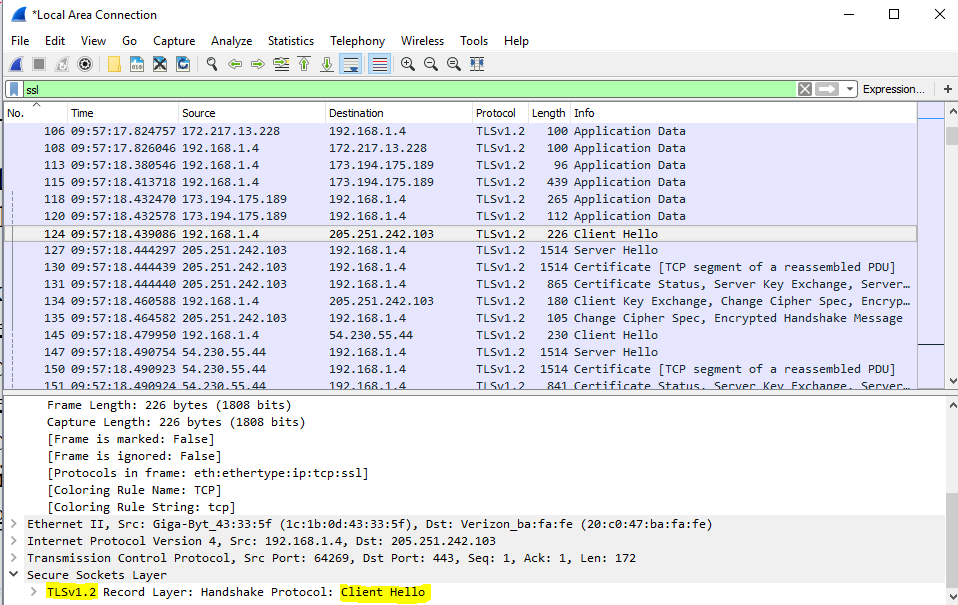 *Local Area Connection
File Edit View Go Capture Analyze Statistics Telephony Wireless Tools Help
ssl Expression... +
No. Time Source Destination Protocol Length Info
106 09:57:17.824757 172.217.13.228 192.168.1.4 TLSv1.2 100 Application Data
108 09:57:17.826046 192.168.1.4 172.217.13.228 TLSv1.2 100 Application Data
113 09:57:18.380546 192.168.1.4 173.194.175.189 TLSv1.2 96 Application Data
115 09:57:18.413718 192.168.1.4 173.194.175.189 TLSv1.2 439 Application Data
118 09:57:18.432470 173.194.175.189 192.168.1.4 TLSv1.2 265 Application Data
120 09:57:18.432578 173.194.175.189 192.168.1.4 TLSv1.2 112 Application Data
124 09:57:18.439086 192.168.1.4 205.251.242.103 TLSv1.2 226 Client Hello
127 09:57:18.444297 205.251.242.103 192.168.1.4 TLSv1.2 1514 Server Hello
130 09:57:18.444439 205.251.242.103 192.168.1.4 TLSv1.2 1514 Certificate [TCP segment of a reassembled PDU]
131 09:57:18.444440 205.251.242.103 192.168.1.4 TLSv1.2 865 Certificate Status, Server Key Exchange, Server...
134 09:57:18.460588 192.168.1.4 205.251.242.103 TLSv1.2 180 Client Key Exchange, Change Cipher Spec, Encryp...
135 09:57:18.464582 205.251.242.103 192.168.1.4 TLSv1.2 105 Change Cipher Spec, Encrypted Handshake Message
145 09:57:18.479950 192.168.1.4 54.230.55.44 TLSv1.2 230 Client Hello
147 09:57:18.490754 54.230.55.44 192.168.1.4 TLSv1.2 1514 Server Hello
150 09:57:18.490923 54.230.55.44 192.168.1.4 TLSv1.2 1514 Certificate [TCP segment of a reassembled PDU]
151 09:57:18.490924 54.230.55.44 192.168.1.4 TLSv1.2 841 Certificate Status, Server Key Exchange, Server...
Frame Length: 226 bytes (1808 bits)
Capture Length: 226 bytes (1808 bits)
[Frame is marked: False]
[Frame is ignored: False]
[Protocols in frame: eth:ethertype:ip:tcp:ssl]
[Coloring Rule Name: TCP]
[Coloring Rule String: tcp]
Ethernet II, Src: Giga-Byt_43:33:5f (1c:1b:0d:43:33:5f), Dst: Verizon_ba:fa:fe (20:c0:47:ba:fa:fe)
Internet Protocol Version 4, Src: 192.168.1.4, Dst: 205.251.242.103
Transmission Control Protocol, Src Port: 64269, Dst Port: 443, Seq: 1, Ack: 1, Len: 172
Secure Sockets Layer
TLSv1.2 Record Layer: Handshake Protocol: Client Hello